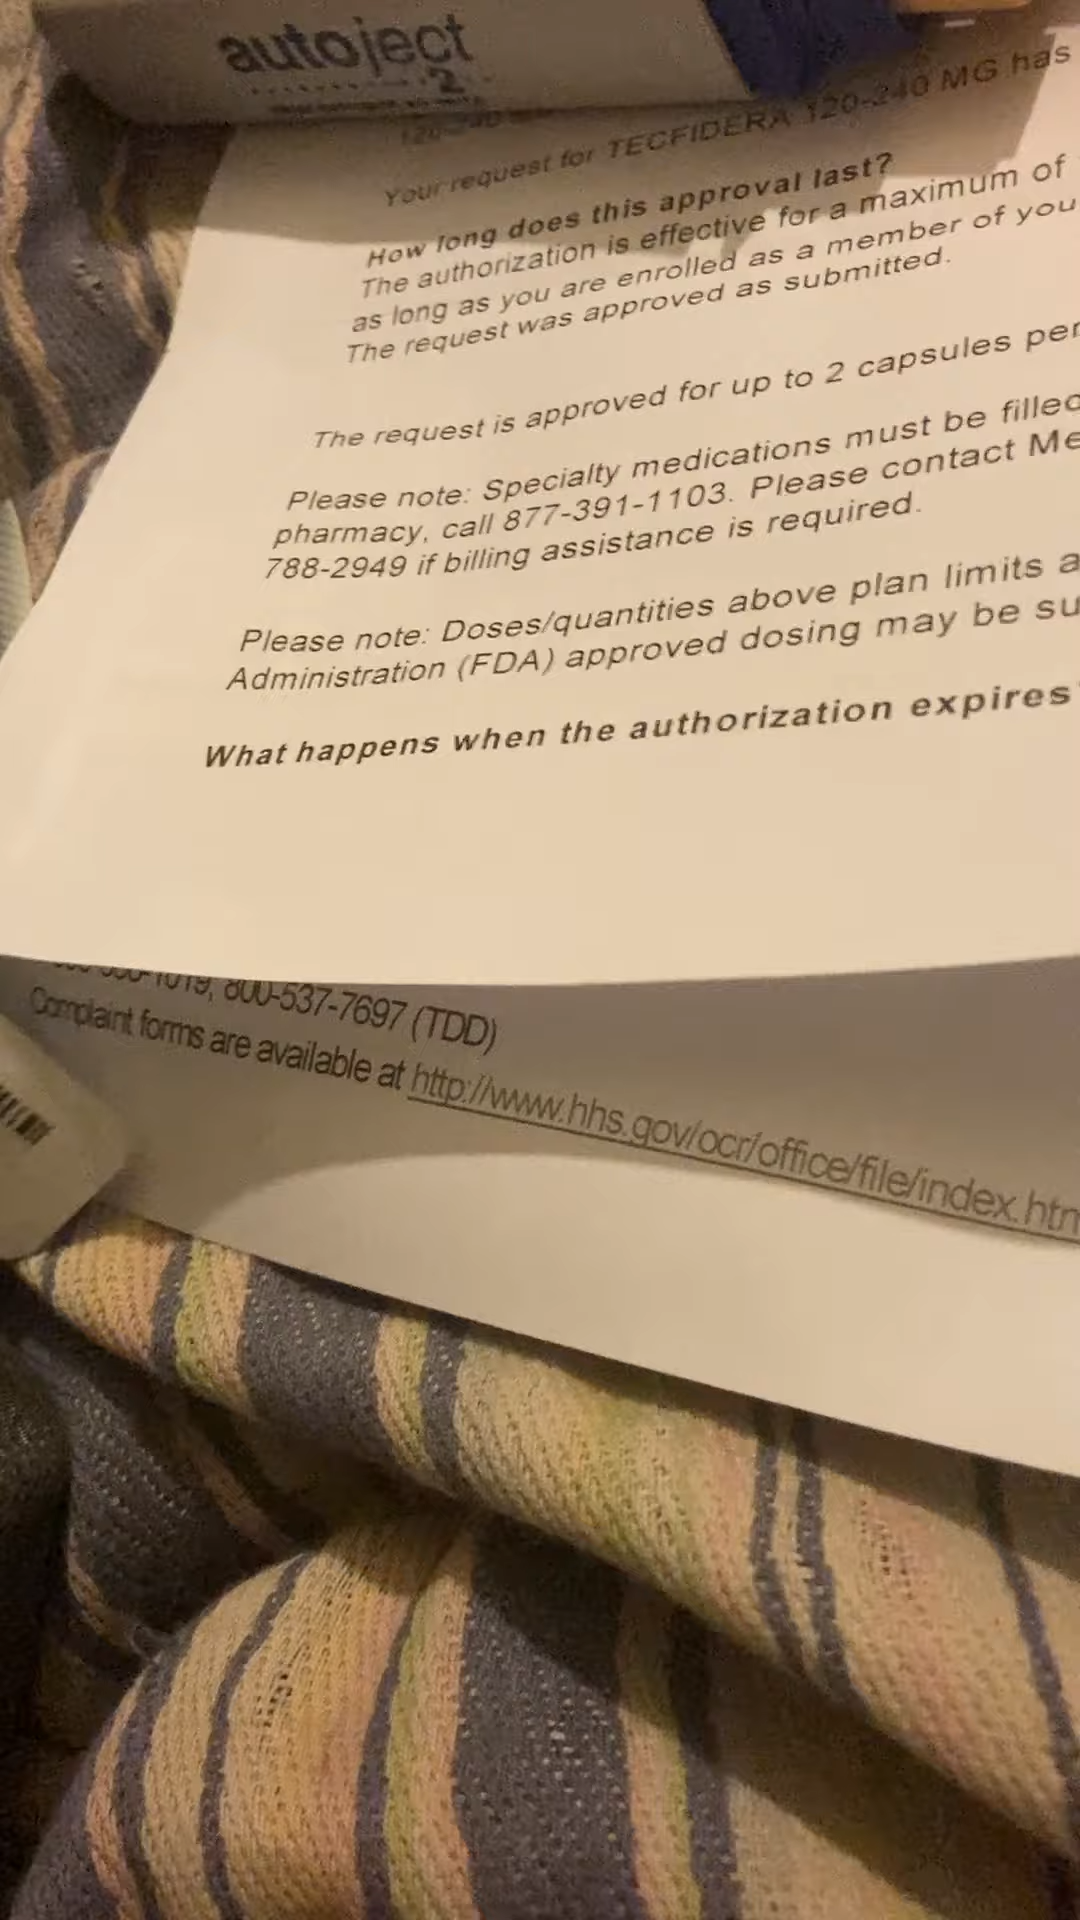 autoject
2
120-240
Your request for TECFIDERA 120-240 MG has
How long does this approval last?
The authorization is effective for a maximum of
as long as you are enrolled as a member of you
The request was approved as submitted.
The request is approved for up to 2 capsules per
Please note: Specialty medications must be filled
pharmacy, call 877-391-1103. Please contact Me
788-2949 if billing assistance is required.
Please note: Doses/quantities above plan limits a
Administration (FDA) approved dosing may be su
What happens when the authorization expires
1019, 800-537-7697 (TDD)
Complaint forms are available at http://www.hhs.gov/ocr/office/file/index.htm